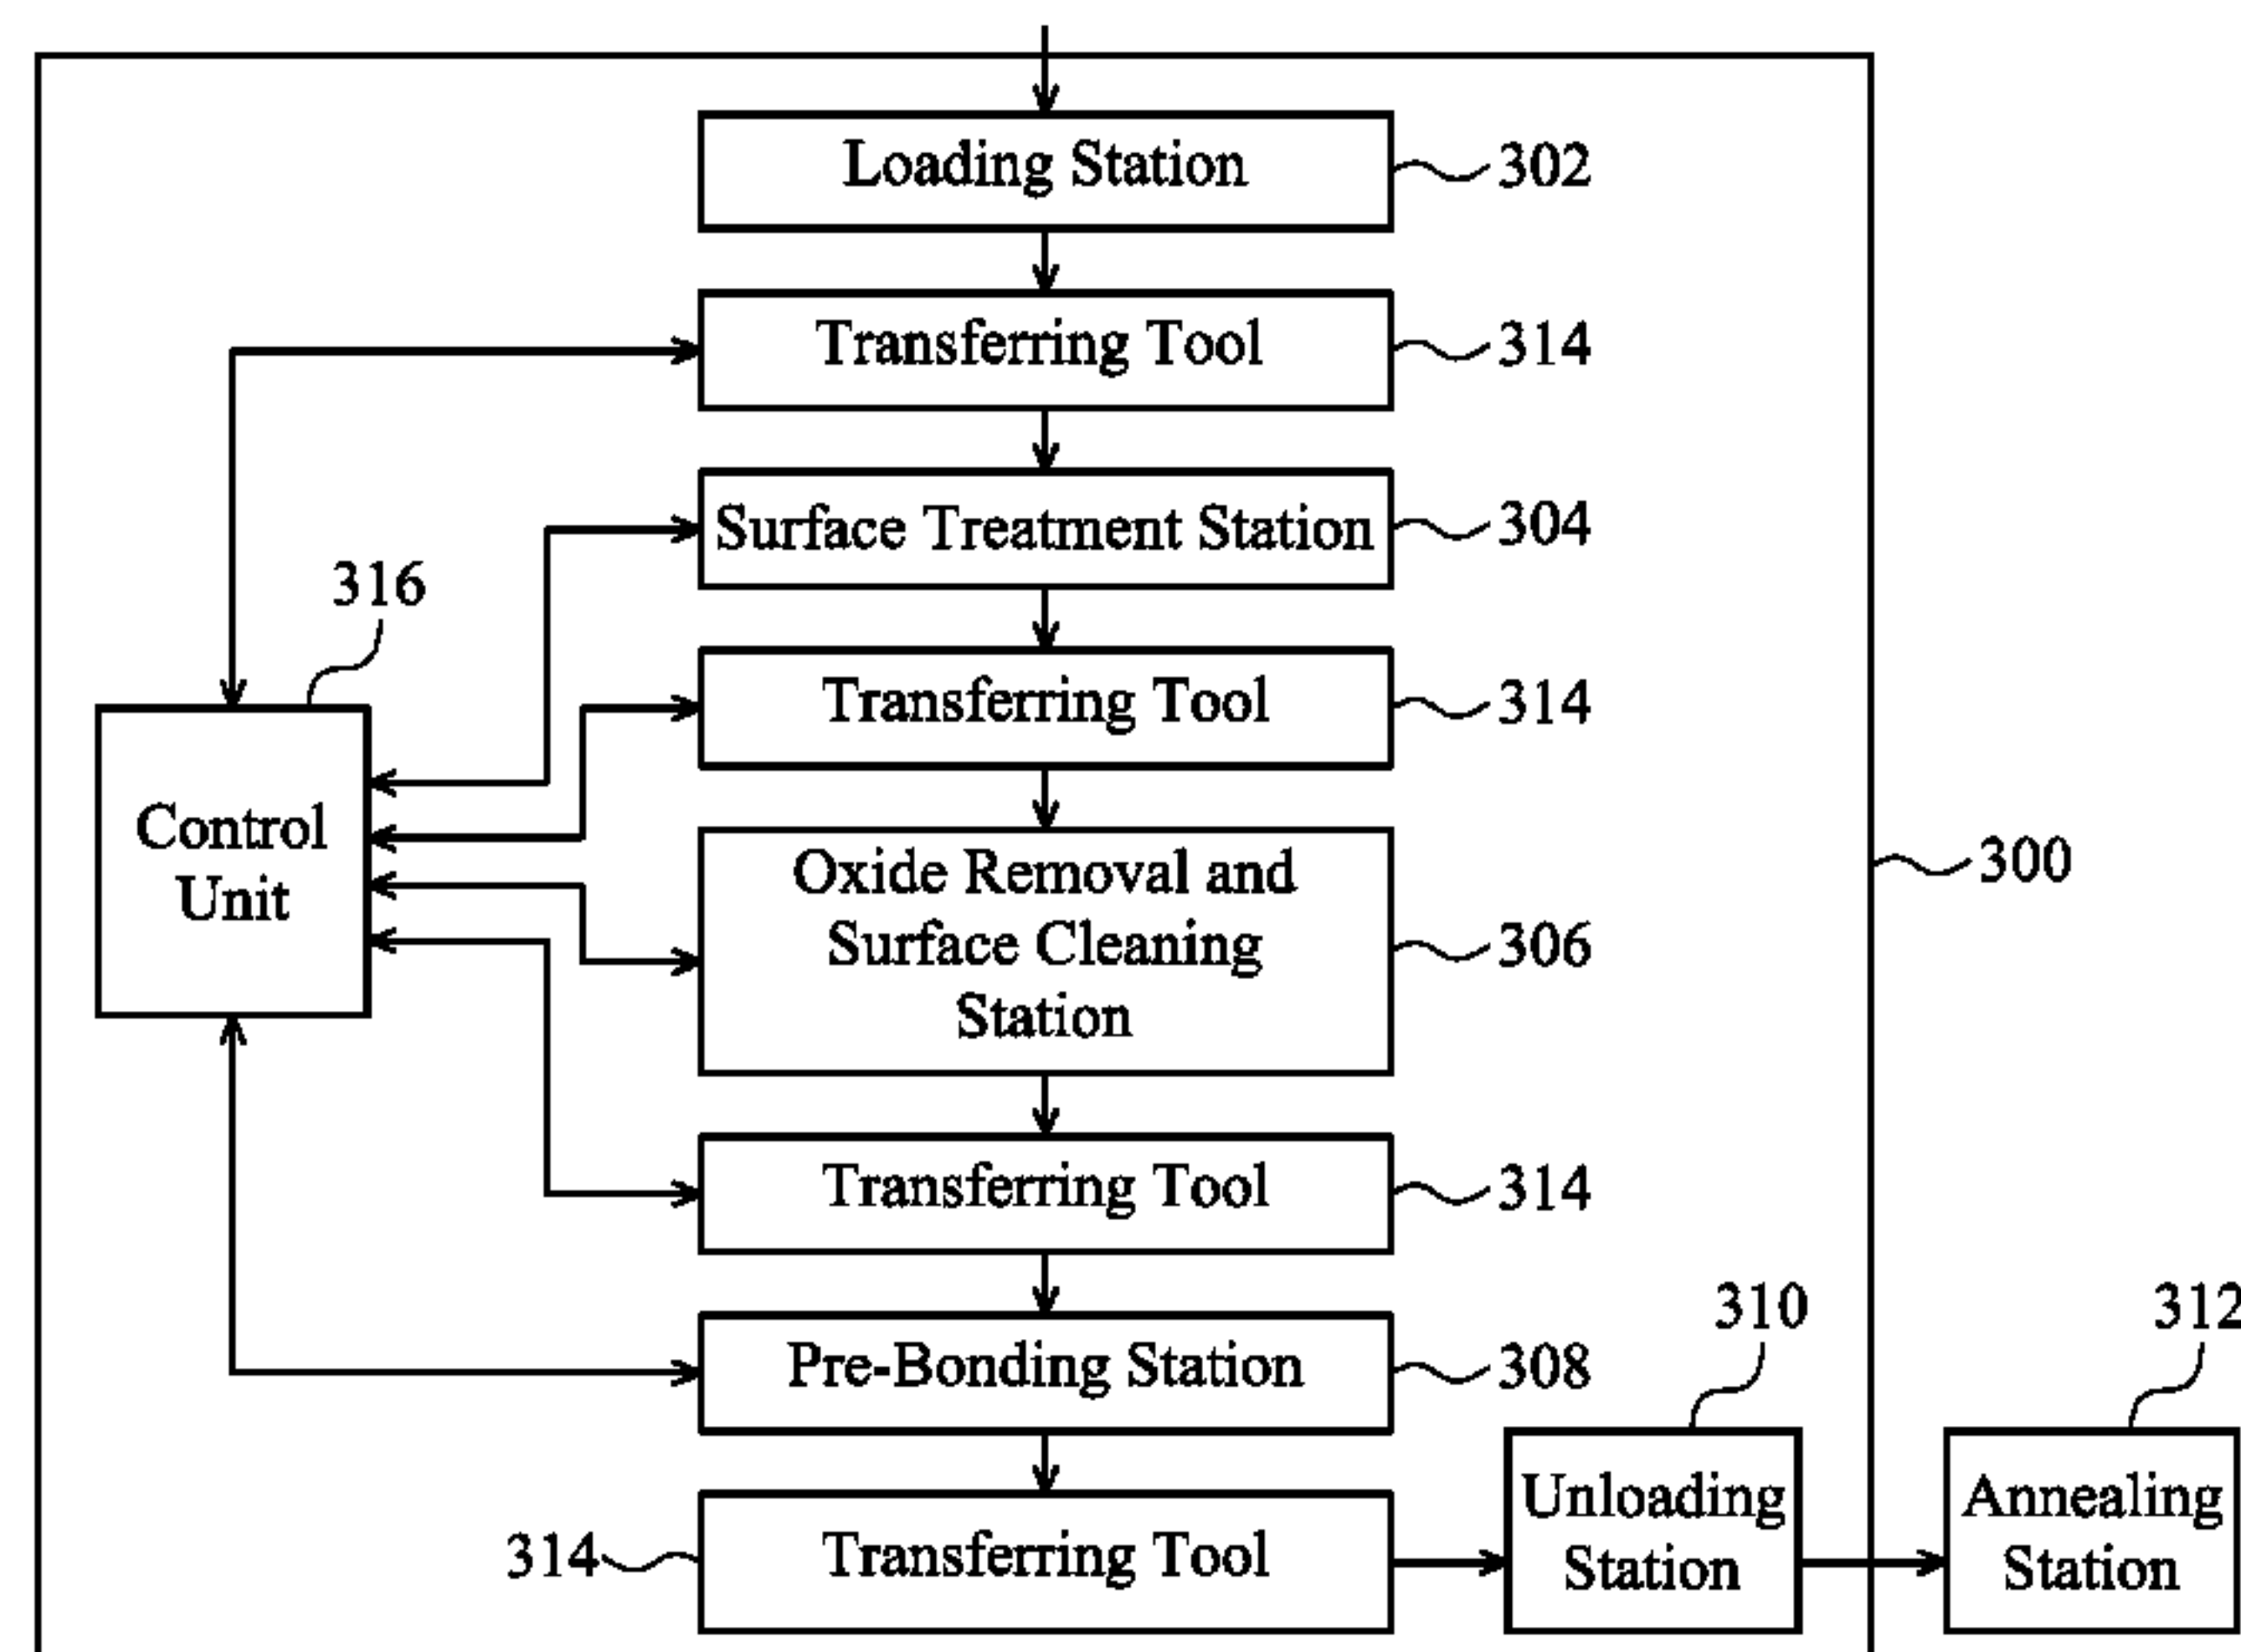 Loading Station
302
Transferring Tool
314
Surface Treatment Station
304
316
Transferring Tool
314
Control
Unit
Oxide Removal and
Surface Cleaning
Station
306
300
Transferring Tool
314
Pre-Bonding Station
308
310
312
314
Transferring Tool
Unloading
Station
Annealing
Station